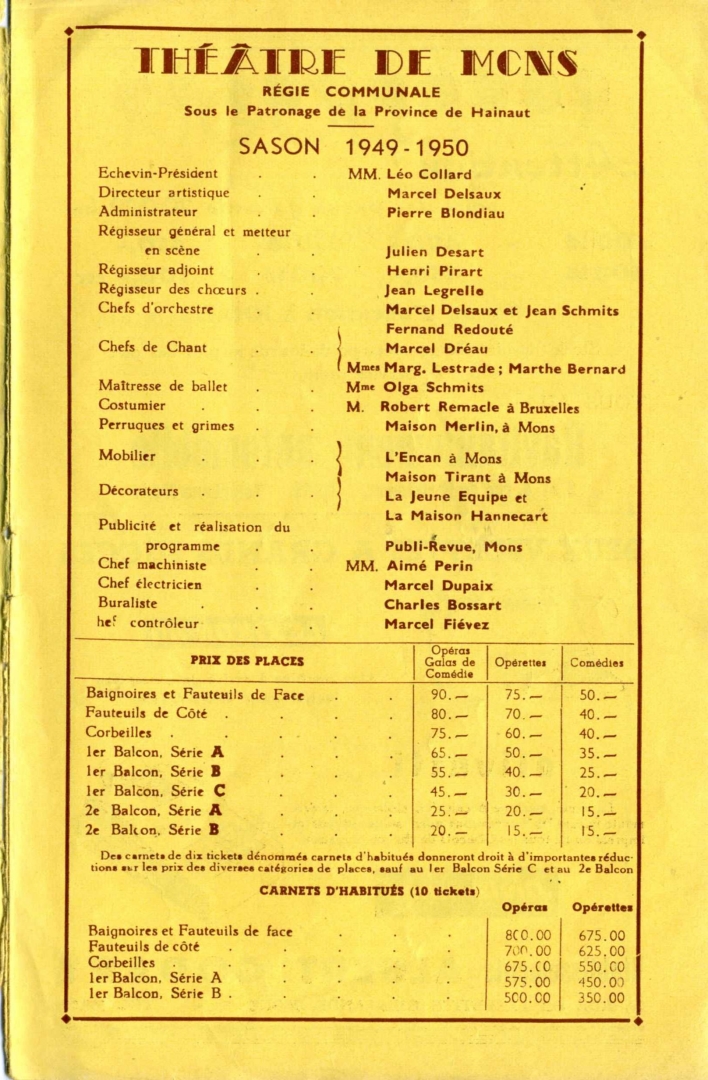 THÉÂTRE DE MONS
RÉGIE COMMUNALE
Sous le Patronage de la Province de Hainaut
SASON 1949-1950
Echevin-Président . . MM. Léo Collard
Directeur artistique . . Marcel Delsaux
Administrateur . . Pierre Blondiau
Régisseur général et metteur
en scène . . Julien Desart
Régisseur adjoint . . Henri Pirart
Régisseur des chœurs . . Jean Legrelle
Chefs d'orchestre . . Marcel Delsaux et Jean Schmits
Fernand Redouté
Chefs de Chant . . Marcel Dréau
Mmes Marg. Lestrade ; Marthe Bernard
Maîtresse de ballet . . Mme Olga Schmits
Costumier . . . M. Robert Remacle à Bruxelles
Perruques et grimes . . Maison Merlin, à Mons
Mobilier . . . L'Encan à Mons
Maison Tirant à Mons
Décorateurs . . . La Jeune Equipe et
La Maison Hannecart
Publicité et réalisation du
programme . . Publi-Revue, Mons
Chef machiniste . . MM. Aimé Perin
Chef électricien . . Marcel Dupaix
Buraliste . . . Charles Bossart
hef contrôleur . . Marcel Fiévez
PRIX DES PLACES | Opéras Galas de Comédie | Opérettes | Comédies
Baignoires et Fauteuils de Face . . 90.— 75.— 50.—
Fauteuils de Côté . . . . 80.— 70.— 40.—
Corbeilles . . . . . 75.— 60.— 40.—
1er Balcon, Série A . . . 65.— 50.— 35.—
1er Balcon, Série B . . . 55.— 40.— 25.—
1er Balcon, Série C . . . 45.— 30.— 20.—
2e Balcon, Série A . . . 25.— 20.— 15.—
2e Balcon, Série B . . . 20.— 15.— 15.—
Des carnets de dix tickets dénommés carnets d'habitués donneront droit à d'importantes réduc-
tions sur les prix des diverses catégories de places, sauf au 1er Balcon Série C et au 2e Balcon
CARNETS D'HABITUÉS (10 tickets)
Opéras Opérettes
Baignoires et Fauteuils de face . . . 800.00 675.00
Fauteuils de côté . . . . . 700.00 625.00
Corbeilles . . . . . . 675.00 550.00
1er Balcon, Série A . . . . 575.00 450.00
1er Balcon, Série B . . . . . 500.00 350.00